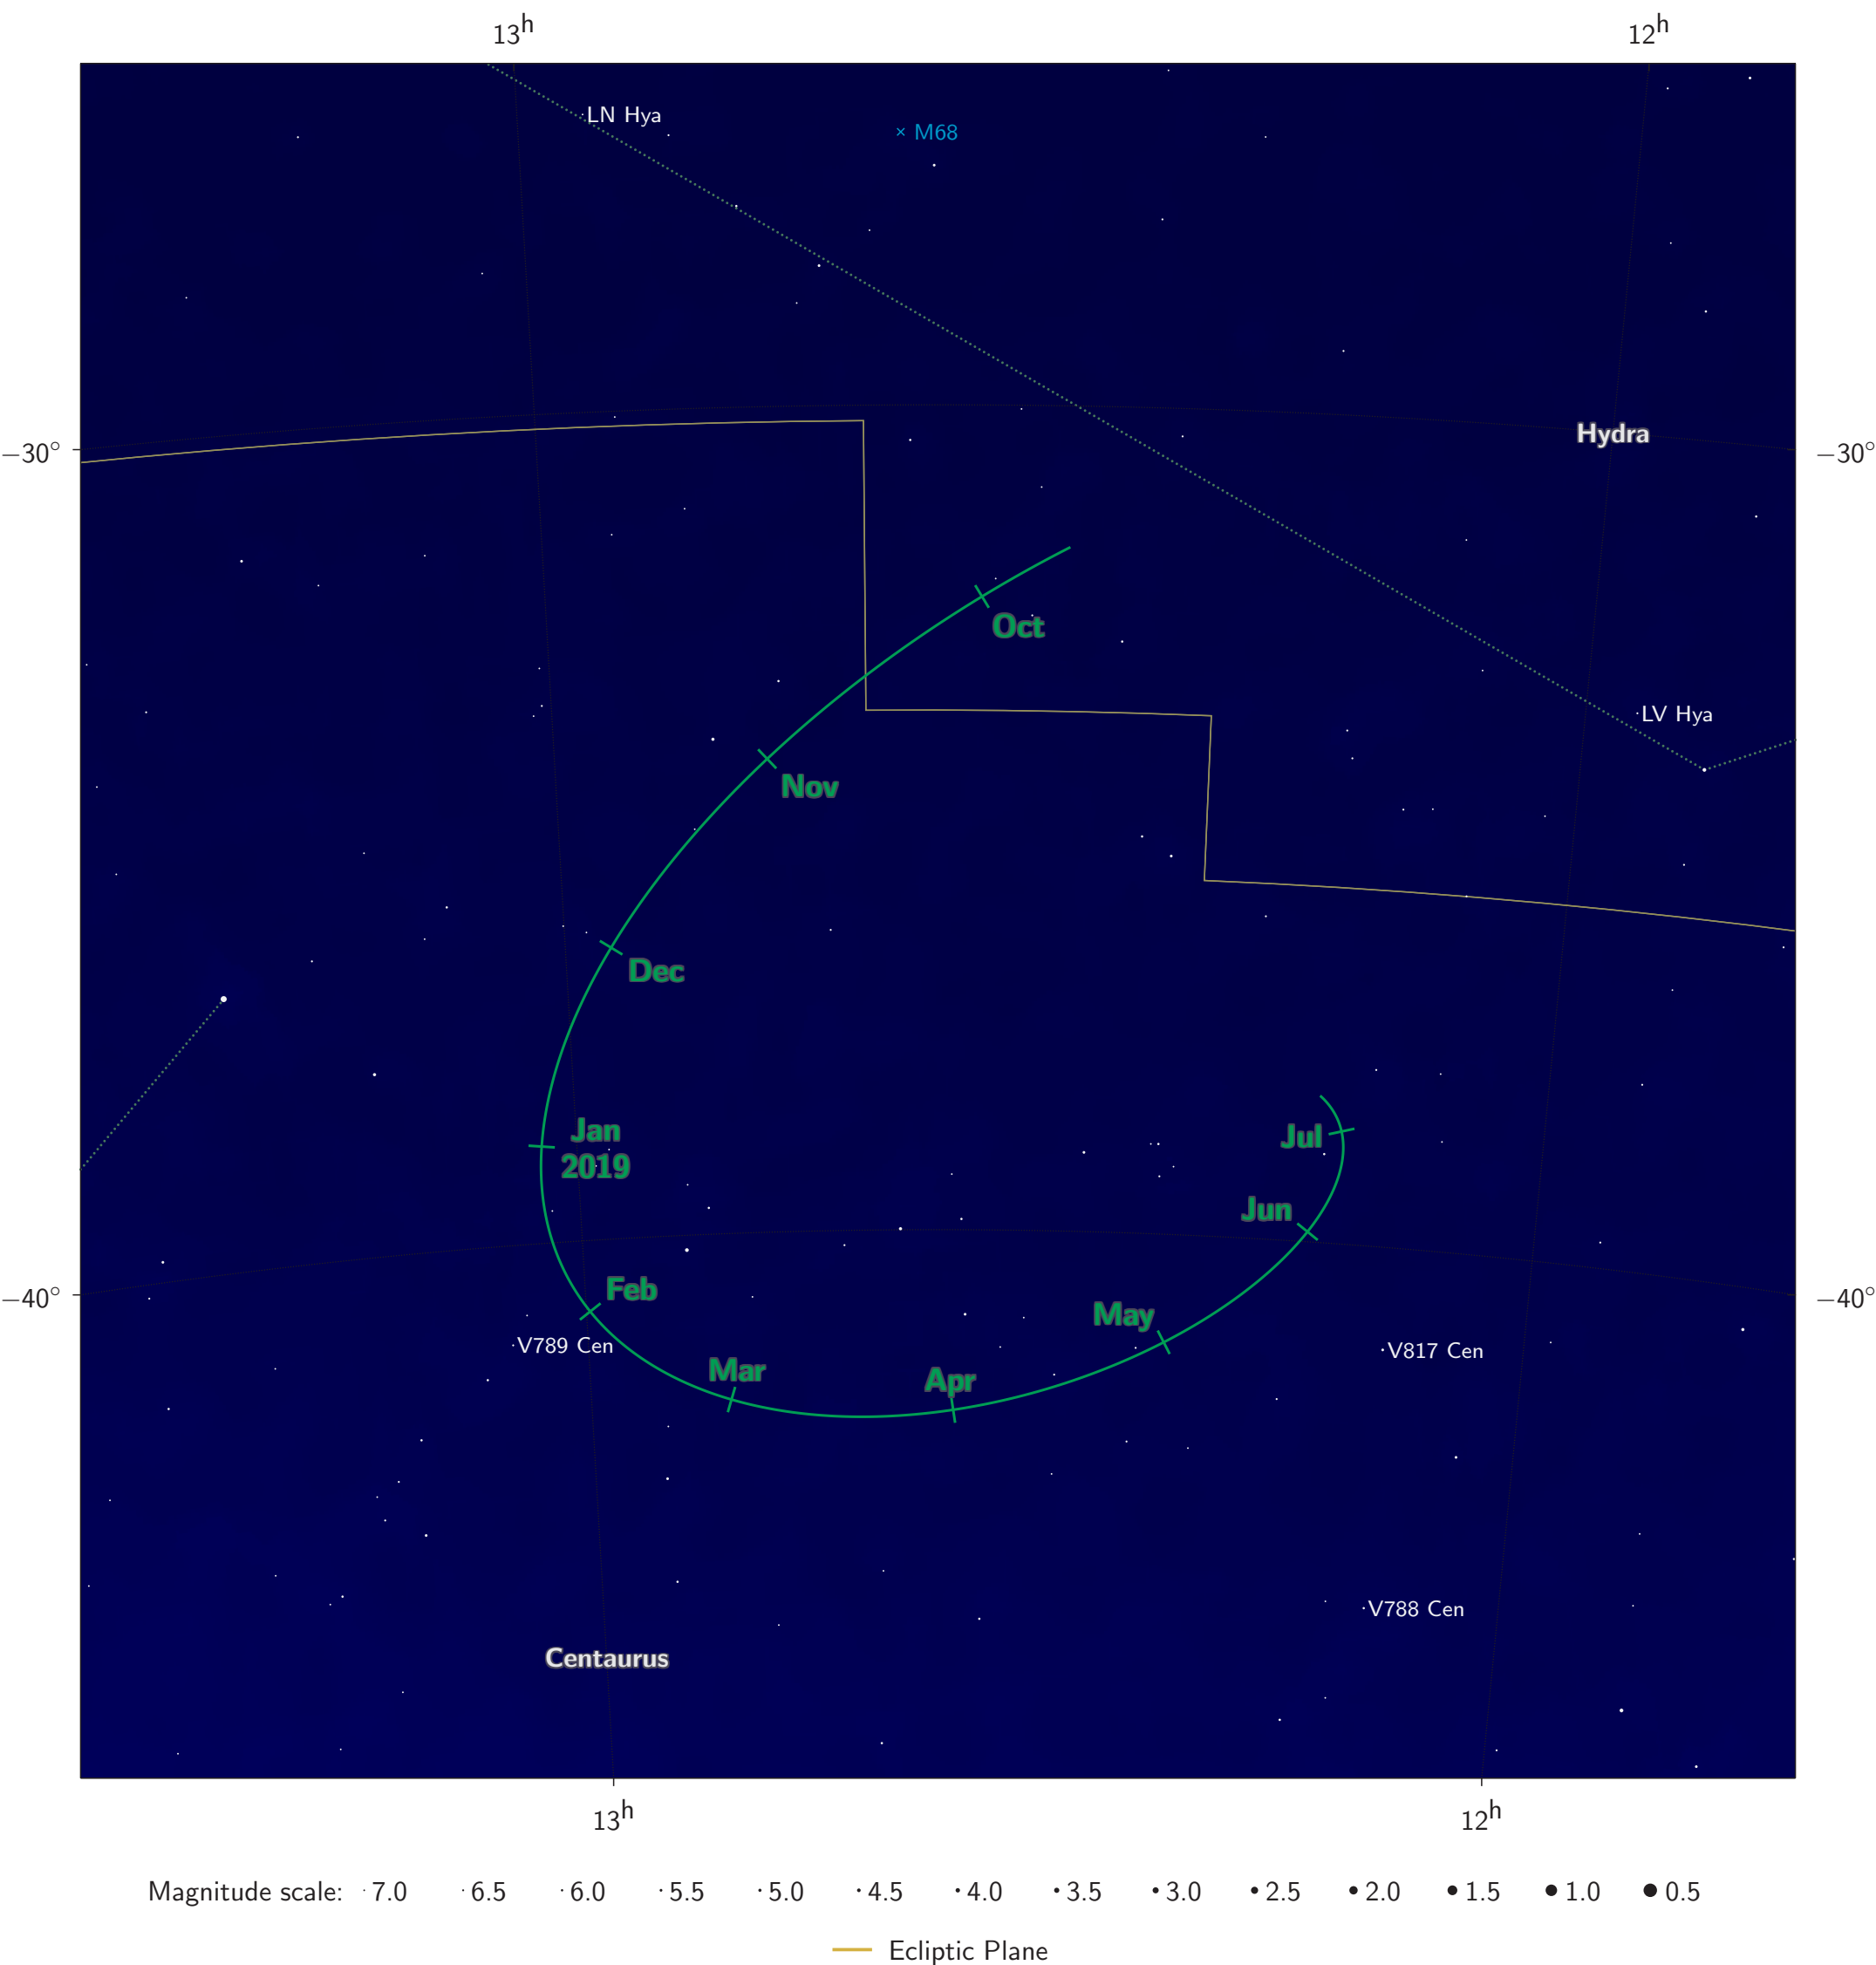 13h 12h
LN Hya
× M68
Hydra
−30° −30°
Oct
LV Hya
Nov
Dec
Jan
2019
Jul
Jun
Feb
−40° −40°
May
V789 Cen
V817 Cen
Mar
Apr
V788 Cen
Centaurus
13h 12h
Magnitude scale: 7.0 6.5 6.0 5.5 5.0 4.5 4.0 3.5 3.0 2.5 2.0 1.5 1.0 0.5
Ecliptic Plane